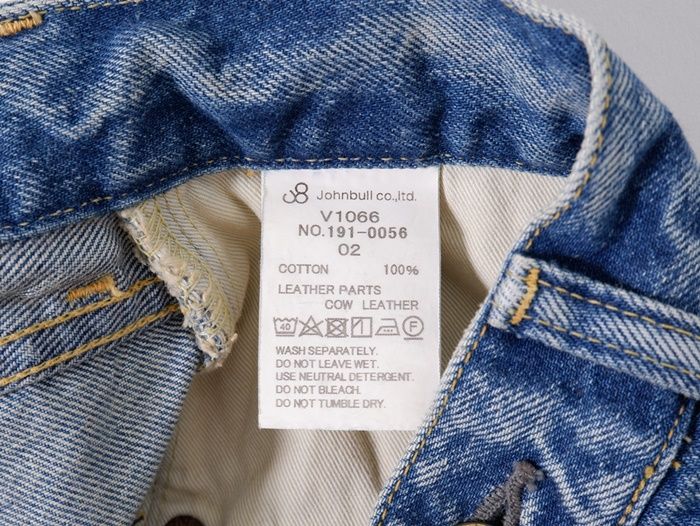 Johnbull co.,ltd.
V1066
NO.191-0056
02
COTTON 100%
LEATHER PARTS
COW LEATHER
40 F
WASH SEPARATELY.
DO NOT LEAVE WET.
USE NEUTRAL DETERGENT.
DO NOT BLEACH.
DO NOT TUMBLE DRY.